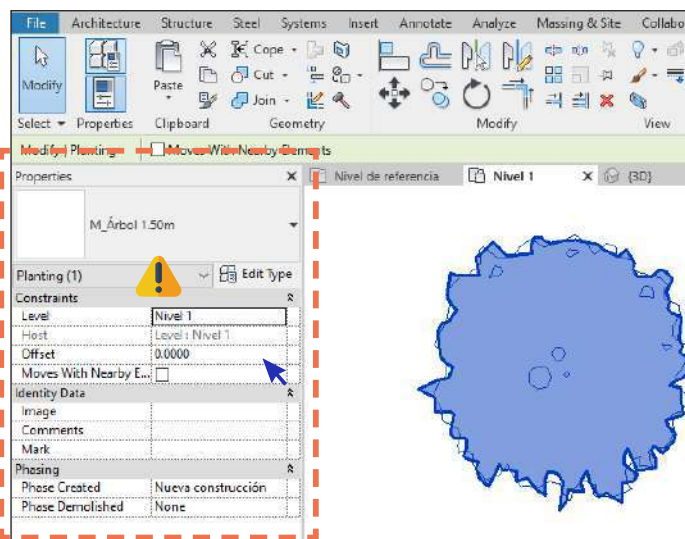 File Architecture Structure Steel Systems Insert Annotate Analyze Massing & Site Collabo
Modify
Paste
Cope
Cut
Join
Select Properties Clipboard Geometry Modify View
Modify | Planting Moves With Nearby Elements
Properties
Nivel de referencia Nivel 1 {3D}
M_Árbol 1.50m
Planting (1) Edit Type
Constraints
Level Nivel 1
Host Level : Nivel 1
Offset 0.0000
Moves With Nearby E...
Identity Data
Image
Comments
Mark
Phasing
Phase Created Nueva construcción
Phase Demolished None